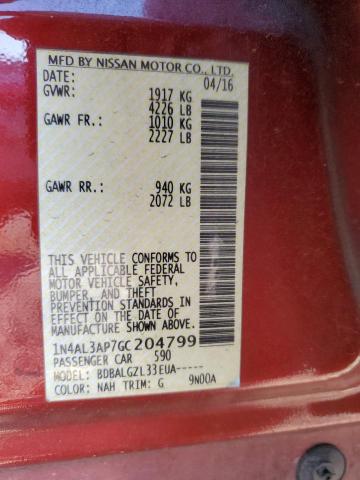 MFD BY NISSAN MOTOR CO., LTD.
DATE: 04/16
GVWR: 1917 KG
4226 LB
GAWR FR: 1010 KG
2227 LB
GAWR RR: 940 KG
2072 LB
THIS VEHICLE CONFORMS TO
ALL APPLICABLE FEDERAL
MOTOR VEHICLE SAFETY,
BUMPER, AND THEFT
PREVENTION STANDARDS IN
EFFECT ON THE DATE OF
MANUFACTURE SHOWN ABOVE.
1N4AL3AP7GC204799
PASSENGER CAR 590
MODEL: BDBALGZL33EUA-----
COLOR: NAH TRIM: G 9N00A